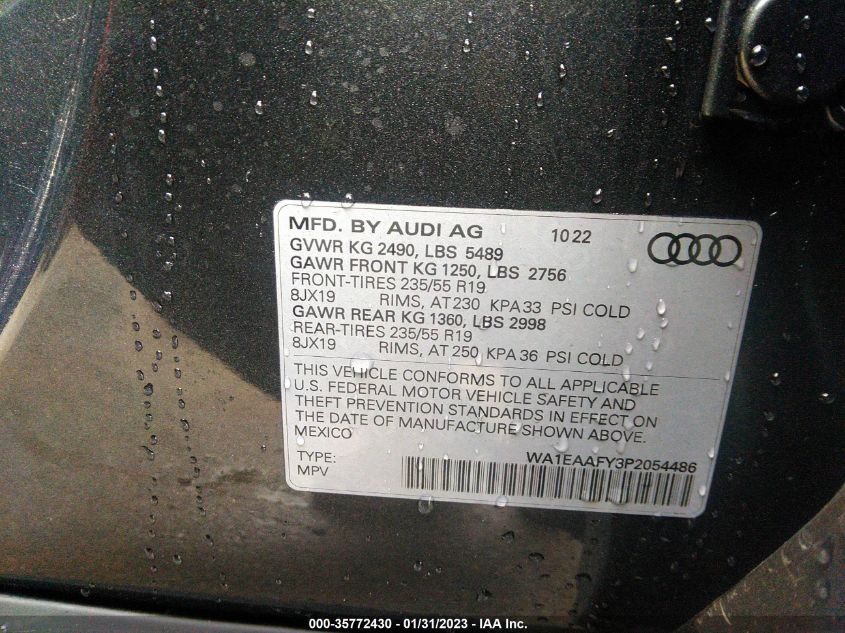 MFD. BY AUDI AG 10 22
GVWR KG 2490, LBS 5489
GAWR FRONT KG 1250, LBS 2756
FRONT-TIRES 235/55 R19
8JX19 RIMS, AT 230 KPA 33 PSI COLD
GAWR REAR KG 1360, LBS 2998
REAR-TIRES 235/55 R19
8JX19 RIMS, AT 250 KPA 36 PSI COLD
THIS VEHICLE CONFORMS TO ALL APPLICABLE
U.S. FEDERAL MOTOR VEHICLE SAFETY AND
THEFT PREVENTION STANDARDS IN EFFECT ON
THE DATE OF MANUFACTURE SHOWN ABOVE.
MEXICO
TYPE: WA1EAAFY3P2054486
MPV
000-35772430 - 01/31/2023 - IAA Inc.